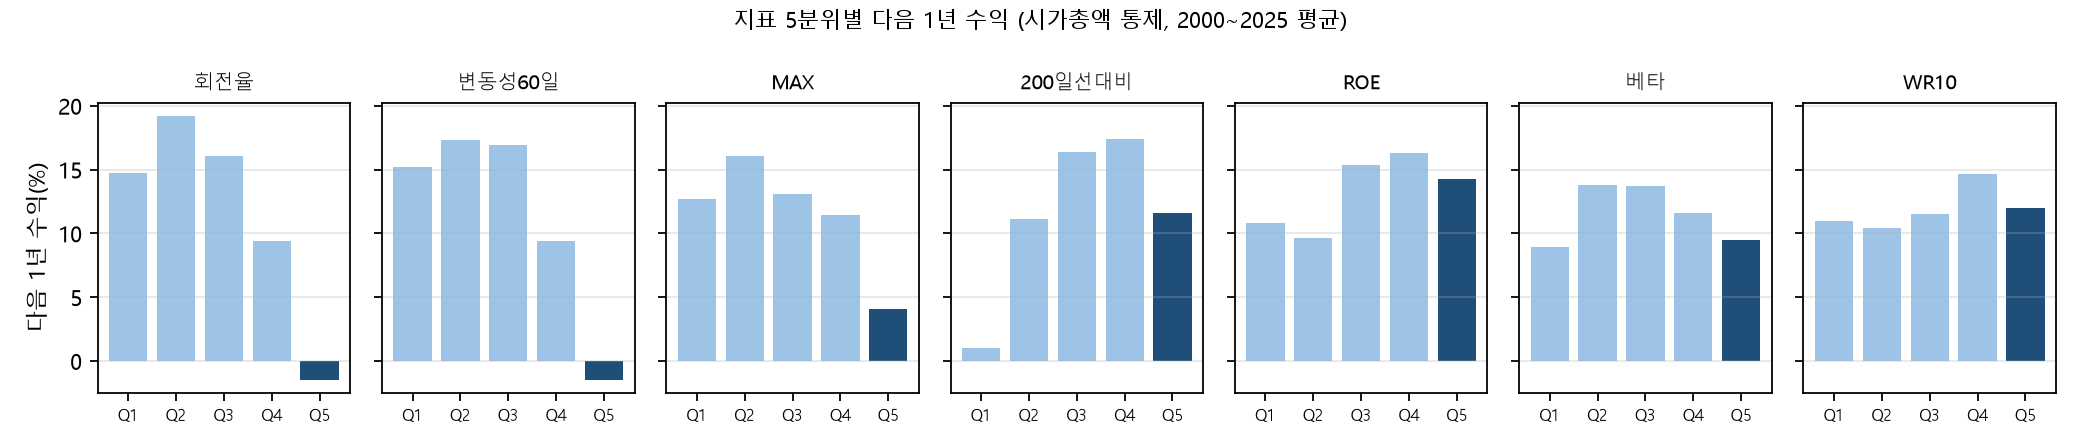 지표 5분위별 다음 1년 수익 (시가총액 통제, 2000~2025 평균)
회전율 변동성60일 MAX 200일선대비 ROE 베타 WR10
다음 1년 수익(%)
20
15
10
5
0
Q1 Q2 Q3 Q4 Q5 Q1 Q2 Q3 Q4 Q5 Q1 Q2 Q3 Q4 Q5 Q1 Q2 Q3 Q4 Q5 Q1 Q2 Q3 Q4 Q5 Q1 Q2 Q3 Q4 Q5 Q1 Q2 Q3 Q4 Q5